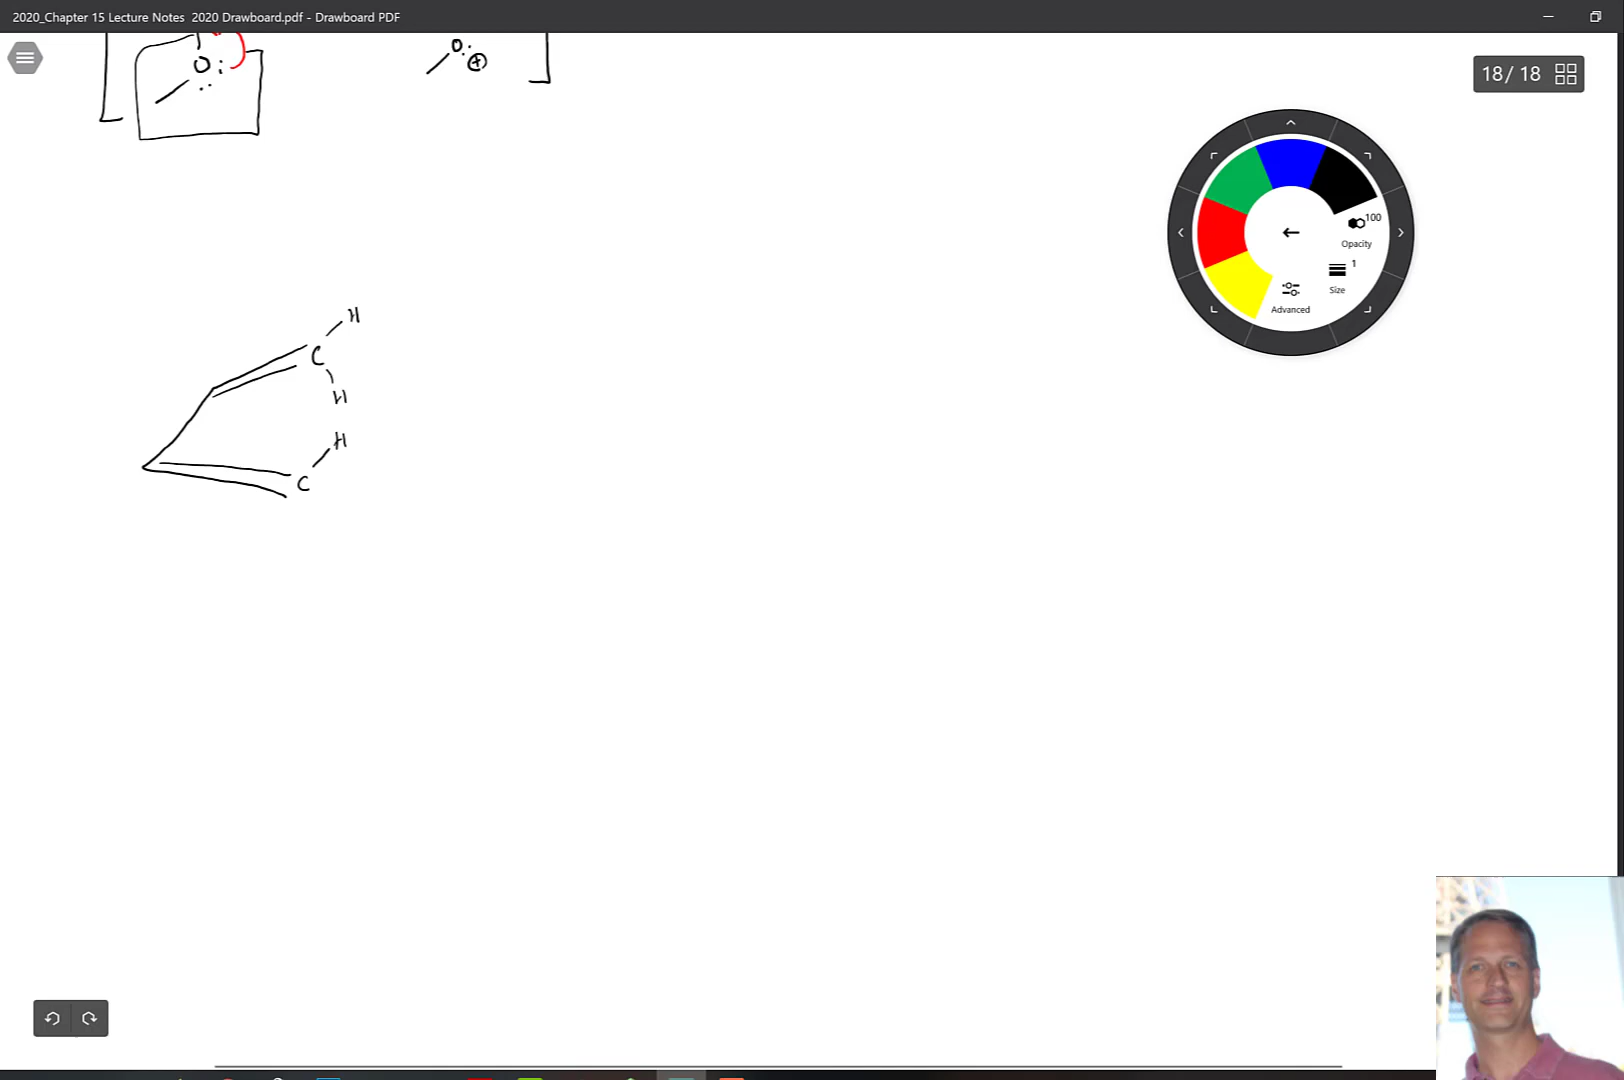 2020_Chapter 15 Lecture Notes 2020 Drawboard.pdf - Drawboard PDF
18 / 18
O : ..
O : ⊕
100
Opacity
1
Size
Advanced
H
C
H
H
C